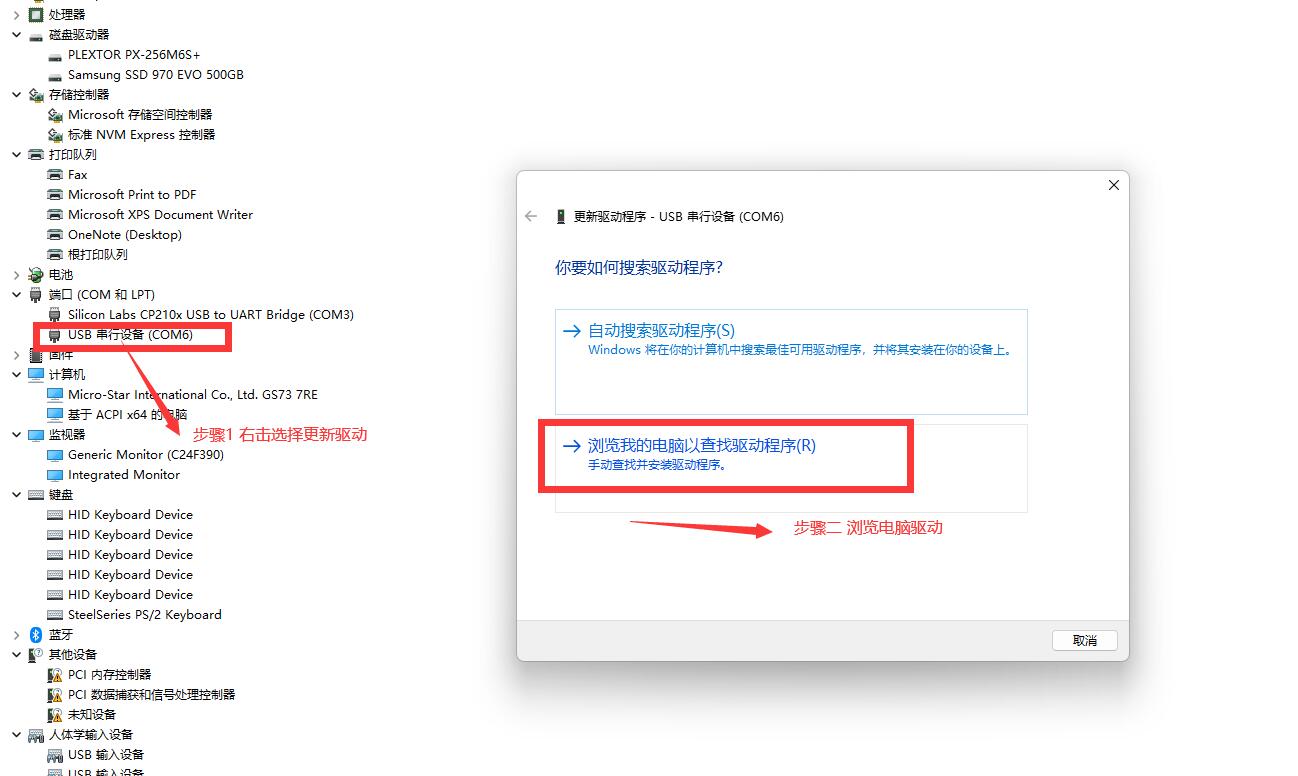 处理器
磁盘驱动器
PLEXTOR PX-256M6S+
Samsung SSD 970 EVO 500GB
存储控制器
Microsoft 存储空间控制器
标准 NVM Express 控制器
打印队列
Fax
Microsoft Print to PDF
Microsoft XPS Document Writer
OneNote (Desktop)
根打印队列
电池
端口 (COM 和 LPT)
Silicon Labs CP210x USB to UART Bridge (COM3)
USB 串行设备 (COM6)
固件
计算机
Micro-Star International Co., Ltd. GS73 7RE
基于 ACPI x64 的电脑
步骤1 右击选择更新驱动
监视器
Generic Monitor (C24F390)
Integrated Monitor
键盘
HID Keyboard Device
HID Keyboard Device
HID Keyboard Device
HID Keyboard Device
HID Keyboard Device
SteelSeries PS/2 Keyboard
蓝牙
其他设备
PCI 内存控制器
PCI 数据捕获和信号处理控制器
未知设备
人体学输入设备
USB 输入设备
USB 输入设备
更新驱动程序 - USB 串行设备 (COM6)
你要如何搜索驱动程序?
自动搜索驱动程序(S)
Windows 将在你的计算机中搜索最佳可用驱动程序，并将其安装在你的设备上。
浏览我的电脑以查找驱动程序(R)
手动查找并安装驱动程序。
步骤二 浏览电脑驱动
取消